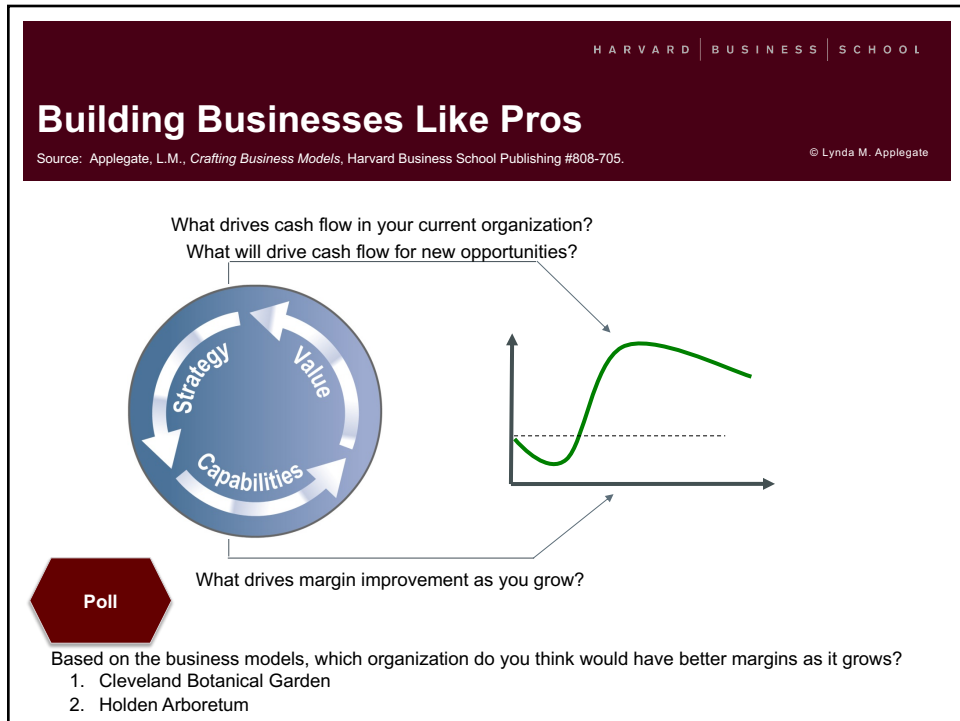 HARVARD | BUSINESS | SCHOOL
Building Businesses Like Pros
Source: Applegate, L.M., Crafting Business Models, Harvard Business School Publishing #808-705.
© Lynda M. Applegate
What drives cash flow in your current organization?
What will drive cash flow for new opportunities?
Strategy
Value
Capabilities
What drives margin improvement as you grow?
Poll
Based on the business models, which organization do you think would have better margins as it grows?
1. Cleveland Botanical Garden
2. Holden Arboretum